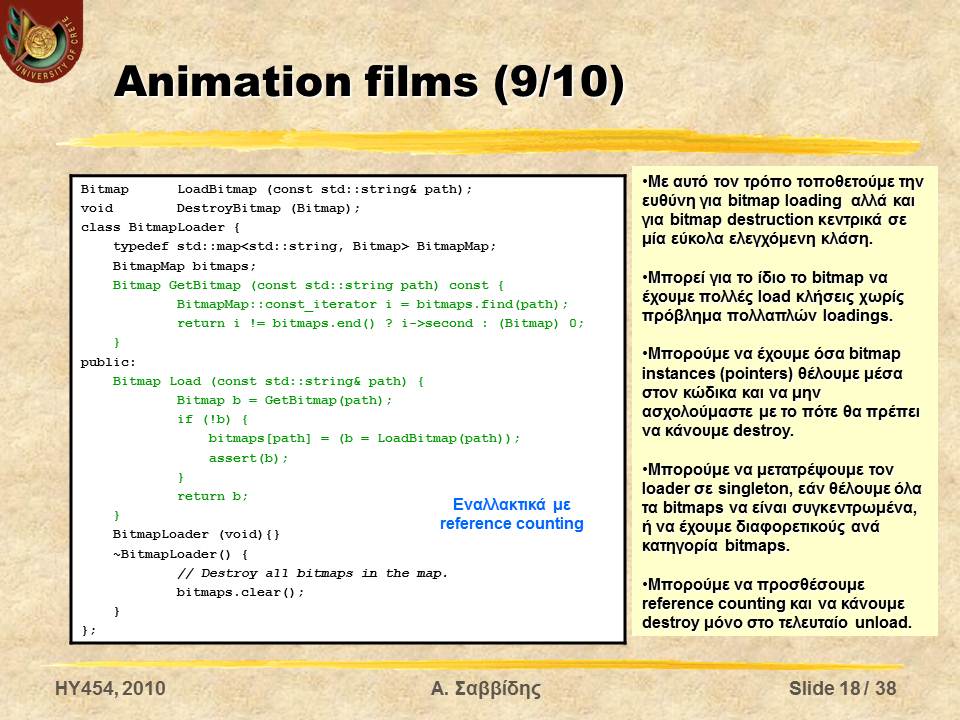 UNIVERSITY OF CRETE
Animation films (9/10)
Bitmap LoadBitmap (const std::string& path);
void DestroyBitmap (Bitmap);
class BitmapLoader {
typedef std::map<std::string, Bitmap> BitmapMap;
BitmapMap bitmaps;
Bitmap GetBitmap (const std::string path) const {
BitmapMap::const_iterator i = bitmaps.find(path);
return i != bitmaps.end() ? i->second : (Bitmap) 0;
}
public:
Bitmap Load (const std::string& path) {
Bitmap b = GetBitmap(path);
if (!b) {
bitmaps[path] = (b = LoadBitmap(path));
assert(b);
}
return b;
}
BitmapLoader (void){}
~BitmapLoader() {
// Destroy all bitmaps in the map.
bitmaps.clear();
}
};
Εναλλακτικά με
reference counting
•Με αυτό τον τρόπο τοποθετούμε την
ευθύνη για bitmap loading αλλά και
για bitmap destruction κεντρικά σε
μία εύκολα ελεγχόμενη κλάση.
•Μπορεί για το ίδιο το bitmap να
έχουμε πολλές load κλήσεις χωρίς
πρόβλημα πολλαπλών loadings.
•Μπορούμε να έχουμε όσα bitmap
instances (pointers) θέλουμε μέσα
στον κώδικα και να μην
ασχολούμαστε με το πότε θα πρέπει
να κάνουμε destroy.
•Μπορούμε να μετατρέψουμε τον
loader σε singleton, εάν θέλουμε όλα
τα bitmaps να είναι συγκεντρωμένα,
ή να έχουμε διαφορετικούς ανά
κατηγορία bitmaps.
•Μπορούμε να προσθέσουμε
reference counting και να κάνουμε
destroy μόνο στο τελευταίο unload.
HY454, 2010
Α. Σαββίδης
Slide 18 / 38